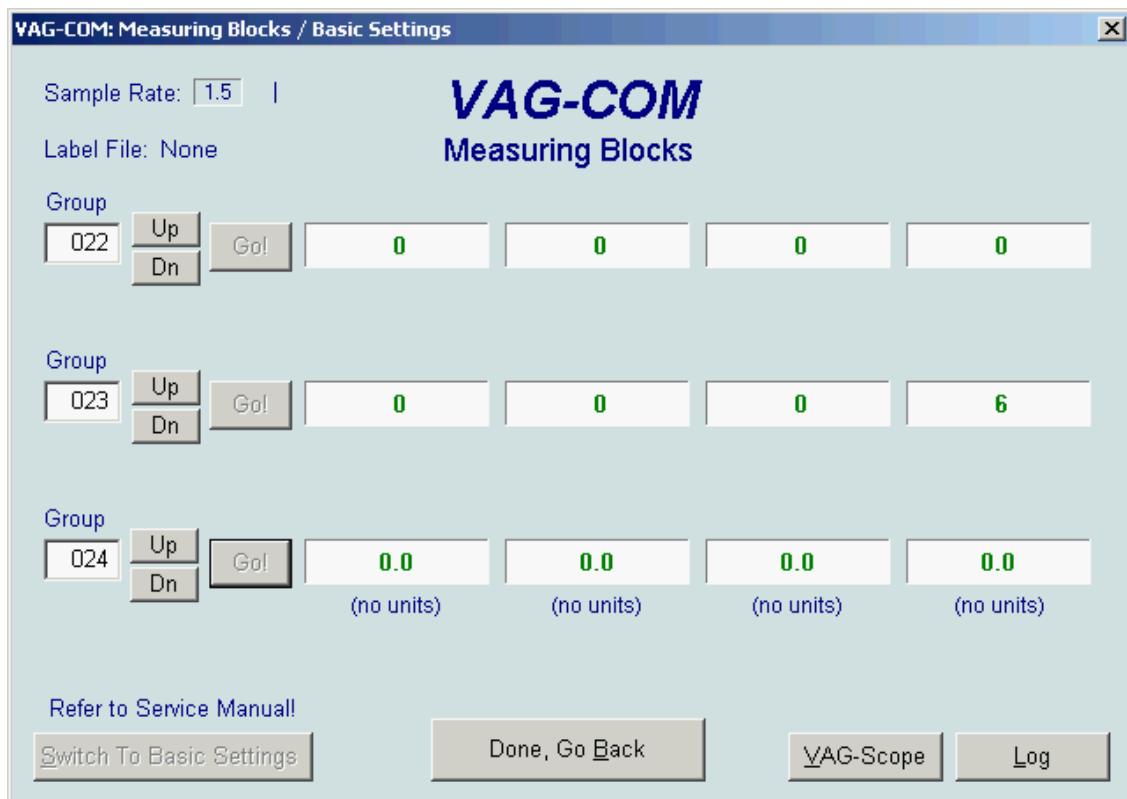 VAG-COM: Measuring Blocks / Basic Settings
Sample Rate: 1.5 |
VAG-COM
Label File: None
Measuring Blocks
Group
022 Up Dn Go! 0 0 0 0
Group
023 Up Dn Go! 0 0 0 6
Group
024 Up Dn Go! 0.0 0.0 0.0 0.0
(no units) (no units) (no units) (no units)
Refer to Service Manual!
Switch To Basic Settings Done, Go Back VAG-Scope Log